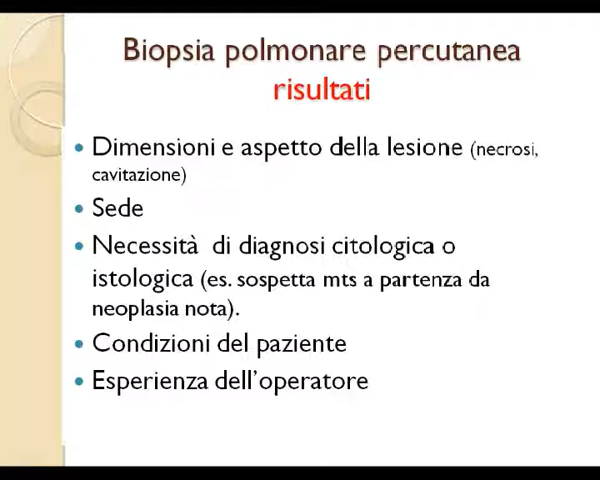 Biopsia polmonare percutanea
risultati
• Dimensioni e aspetto della lesione (necrosi,
cavitazione)
• Sede
• Necessità di diagnosi citologica o
istologica (es. sospetta mts a partenza da
neoplasia nota).
• Condizioni del paziente
• Esperienza dell'operatore